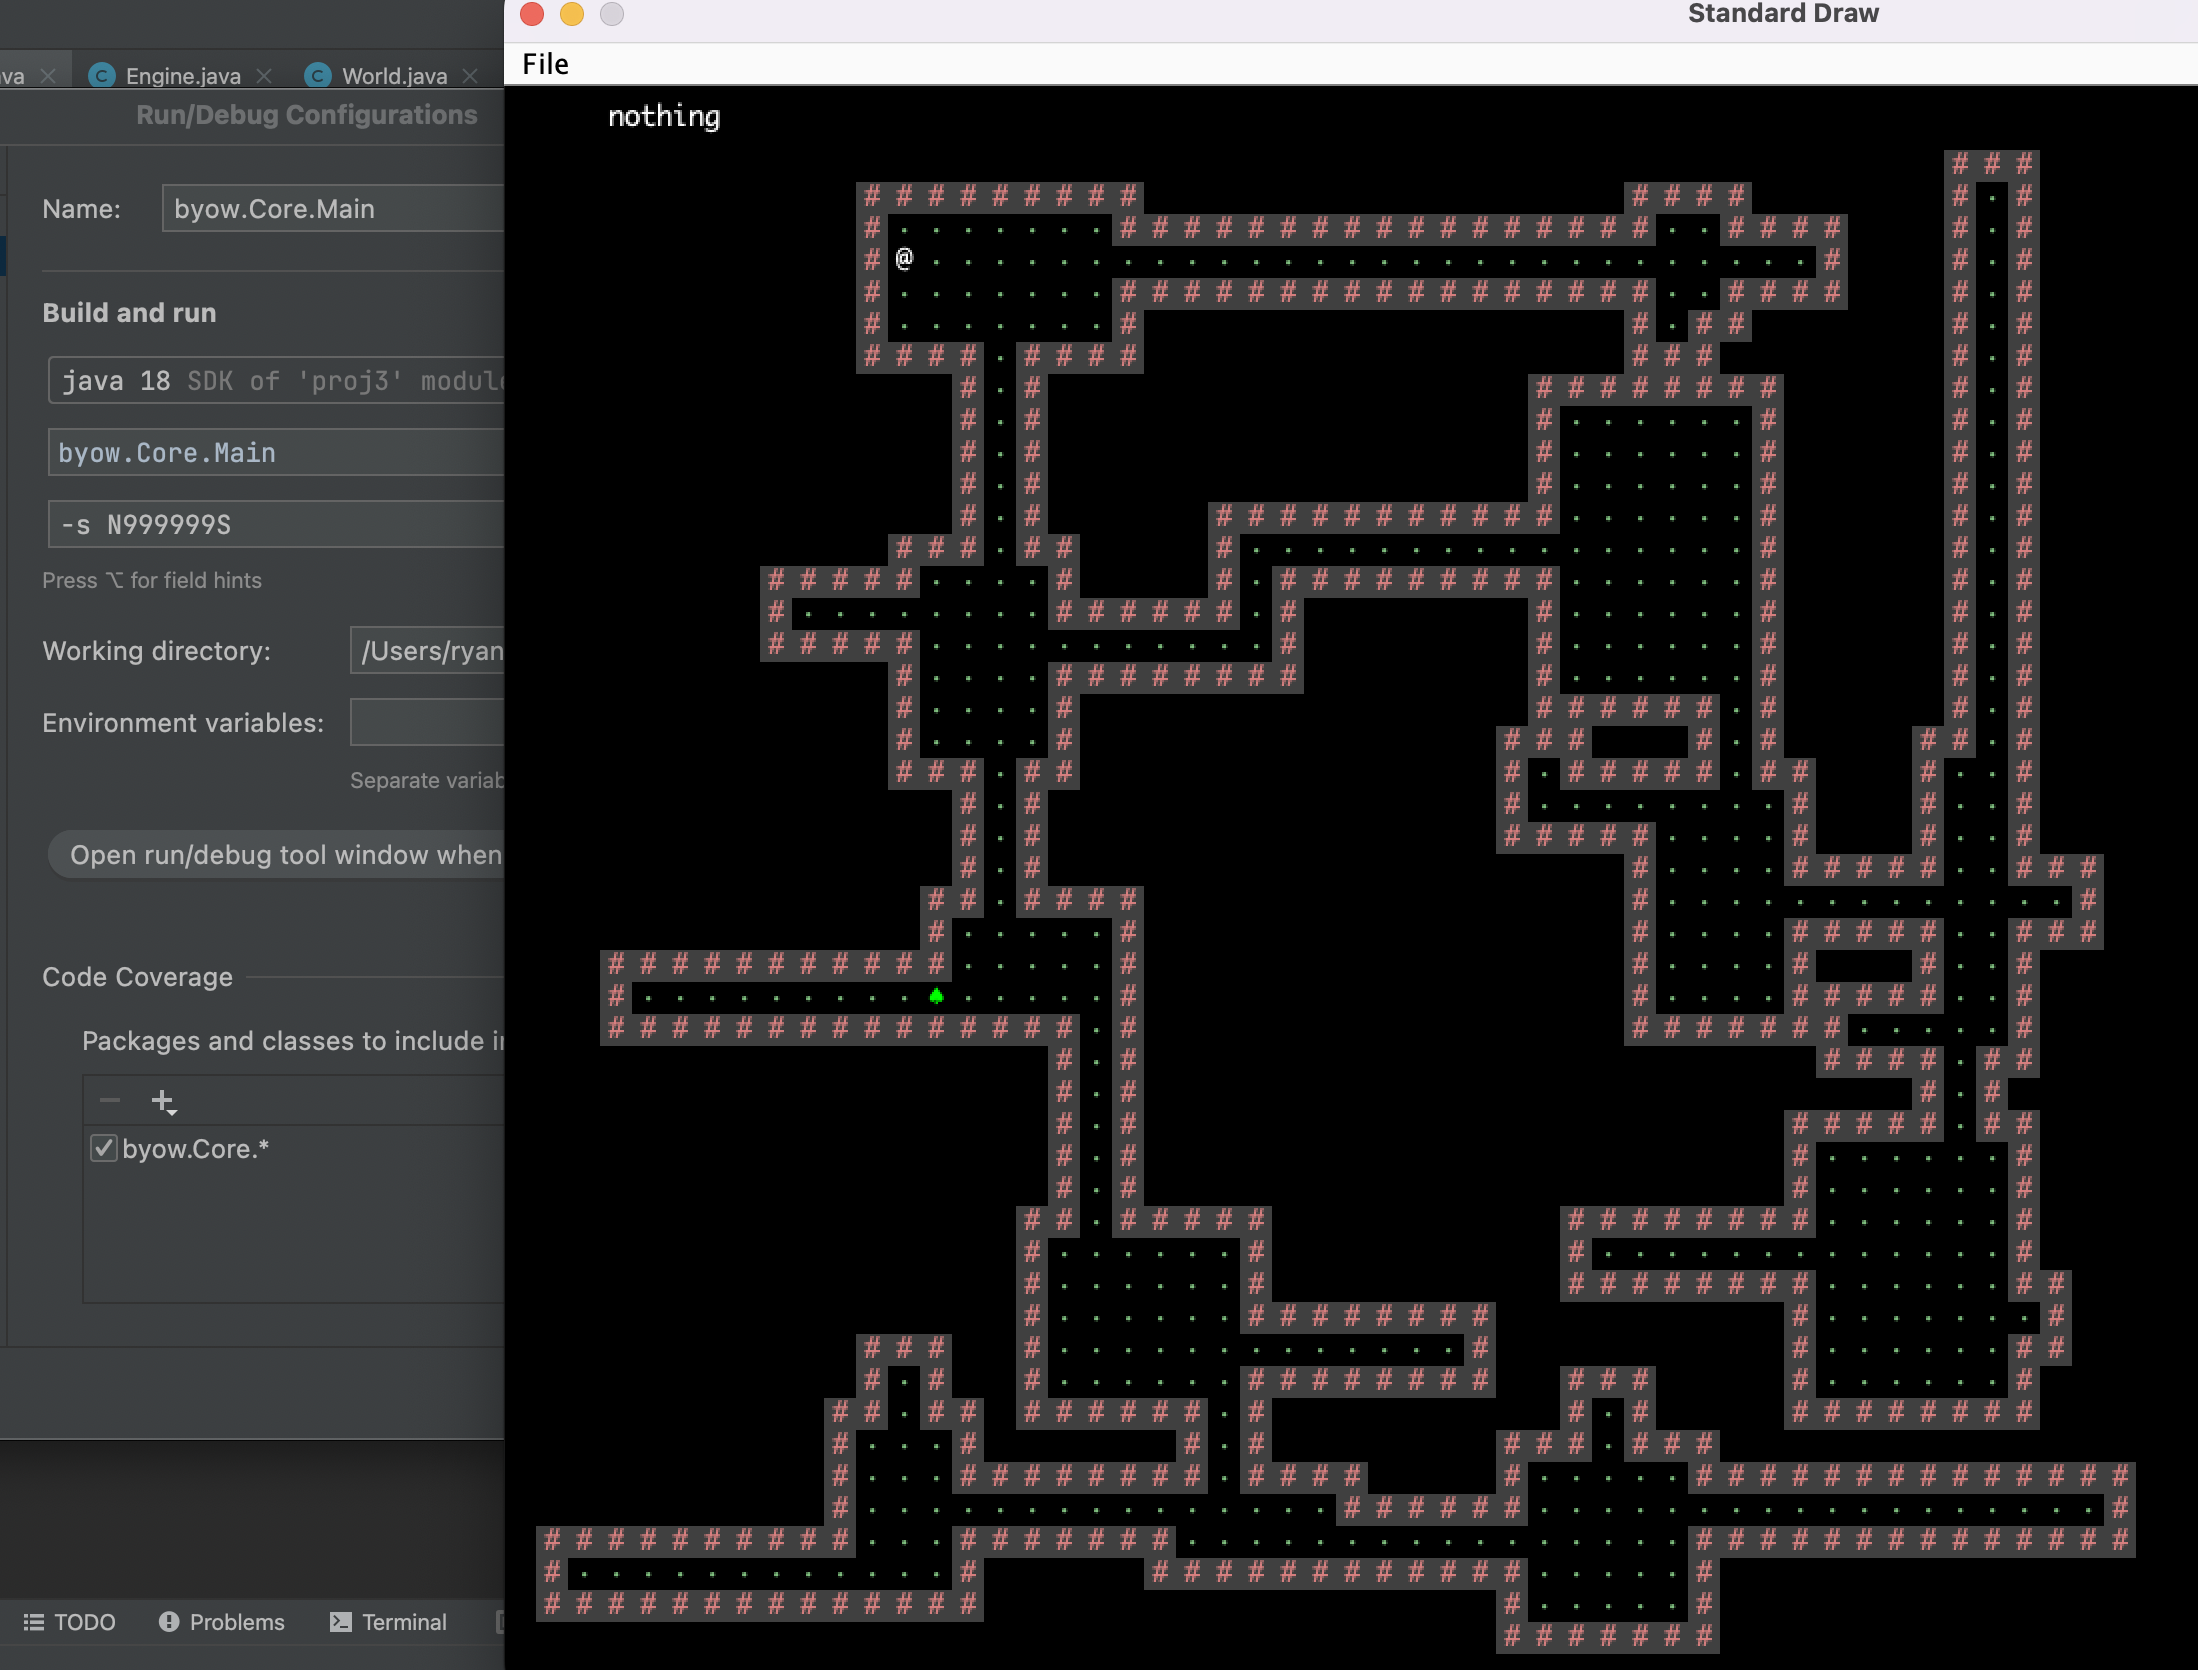 Standard Draw
File
va
Engine.java
World.java
Run/Debug Configurations
nothing
Name:
byow.Core.Main
Build and run
java 18 SDK of 'proj3' module
byow.Core.Main
-s N999999S
Press ⌥ for field hints
Working directory:
/Users/ryan
Environment variables:
Separate variab
Open run/debug tool window when
Code Coverage
Packages and classes to include in
byow.Core.*
TODO
Problems
Terminal
@